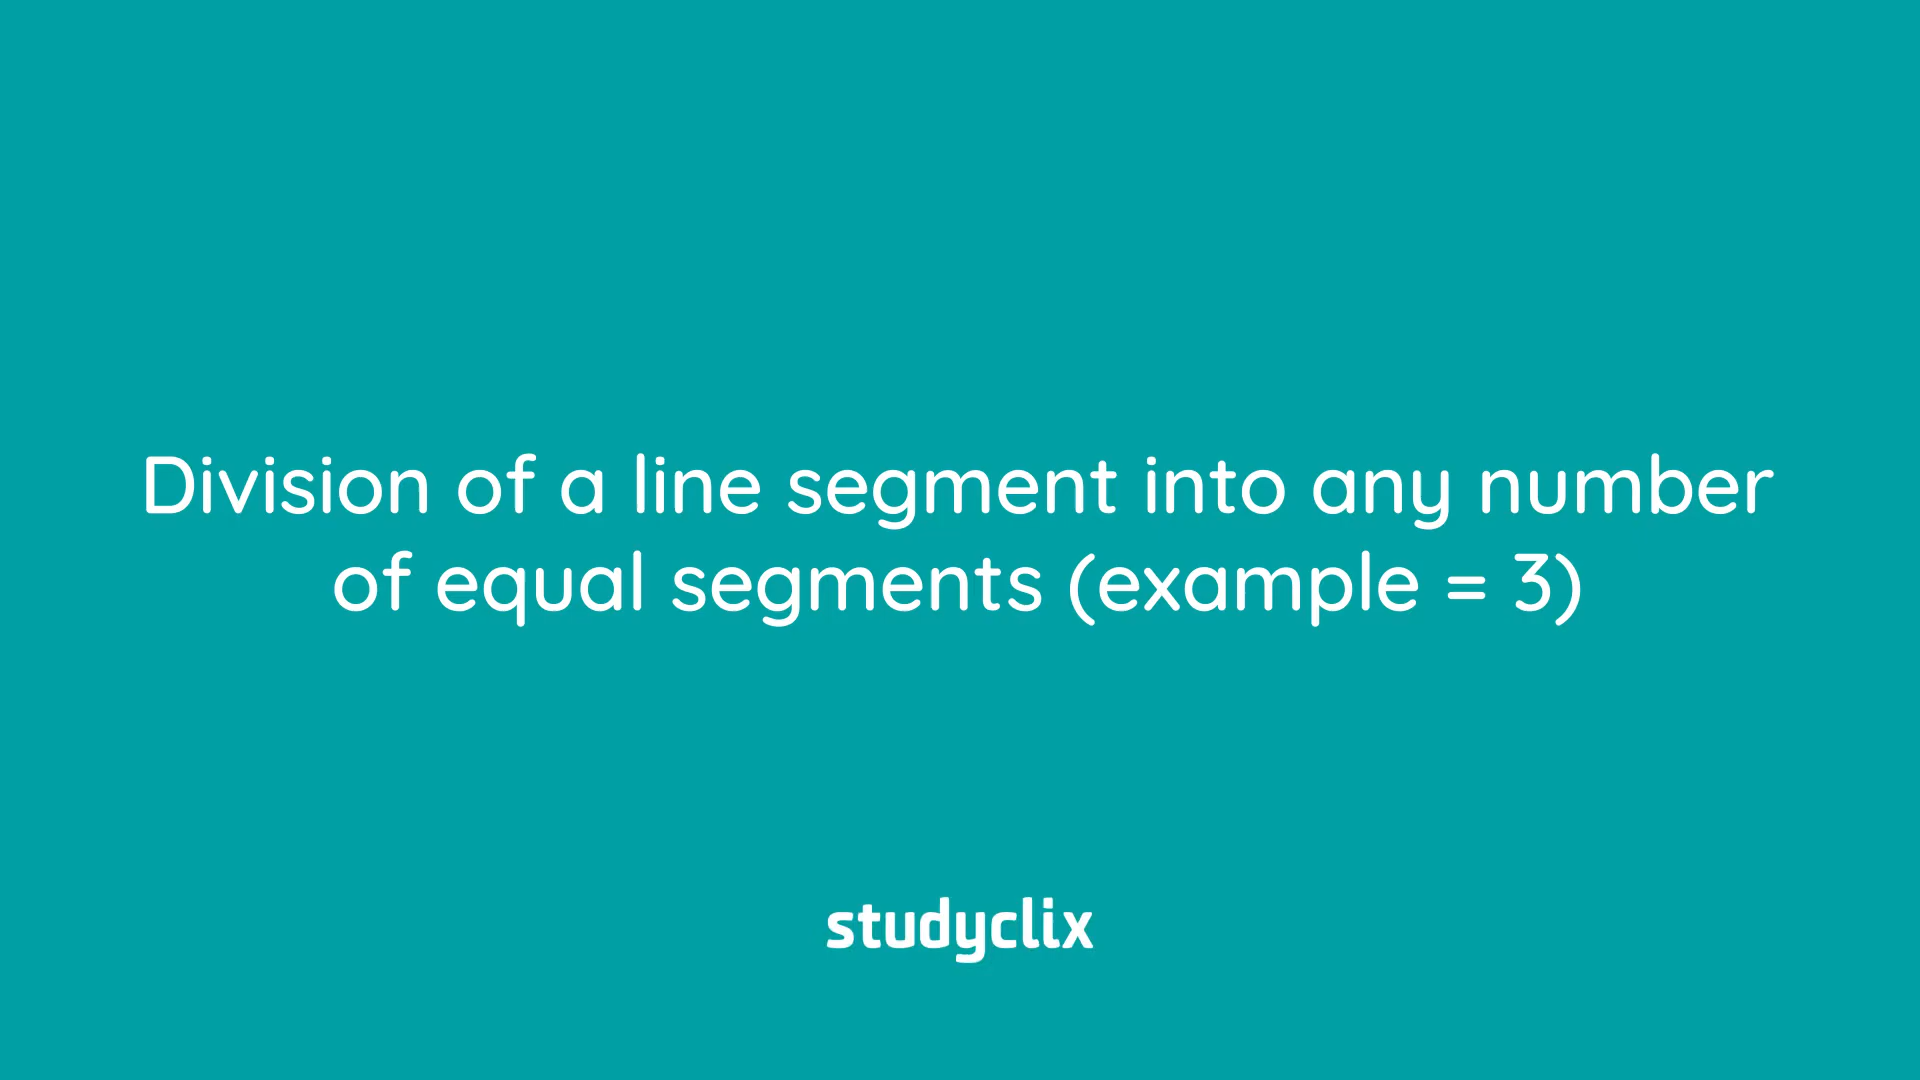 Division of a line segment into any number
of equal segments (example = 3)
studyclix